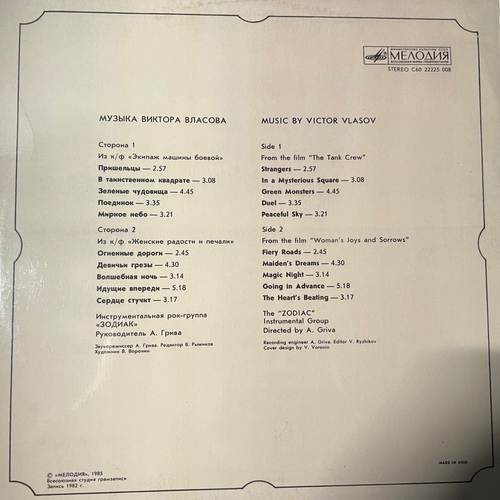 МИНИСТЕРСТВО КУЛЬТУРЫ СССР
МЕЛОДИЯ
ВСЕСОЮЗНАЯ ФИРМА ГРАМПЛАСТИНОК
STEREO С60 22225 008
МУЗЫКА ВИКТОРА ВЛАСОВА
Сторона 1
Из к/ф «Экипаж машины боевой»
Пришельцы — 2.57
В таинственном квадрате — 3.08
Зеленые чудовища — 4.45
Поединок — 3.35
Мирное небо — 3.21
Сторона 2
Из к/ф «Женские радости и печали»
Огненные дороги — 2.45
Девичьи грезы — 4.30
Волшебная ночь — 3.14
Идущие впереди — 5.18
Сердце стучит — 3.17
Инструментальная рок-группа
«ЗОДИАК»
Руководитель А. Грива
Звукорежиссер А. Грива. Редактор В. Рыжиков
Художник В. Воронин
MUSIC BY VICTOR VLASOV
Side 1
From the film "The Tank Crew"
Strangers — 2.57
In a Mysterious Square — 3.08
Green Monsters — 4.45
Duel — 3.35
Peaceful Sky — 3.21
Side 2
From the film "Woman's Joys and Sorrows"
Fiery Roads — 2.45
Maiden's Dreams — 4.30
Magic Night — 3.14
Going in Advance — 5.18
The Heart's Beating — 3.17
The "ZODIAC"
Instrumental Group
Directed by A. Griva
Recording engineer A. Griva. Editor V. Ryzhikov
Cover design by V. Voronin
© «МЕЛОДИЯ», 1985
Всесоюзная студия грамзаписи
Запись 1982 г.
MADE IN USSR